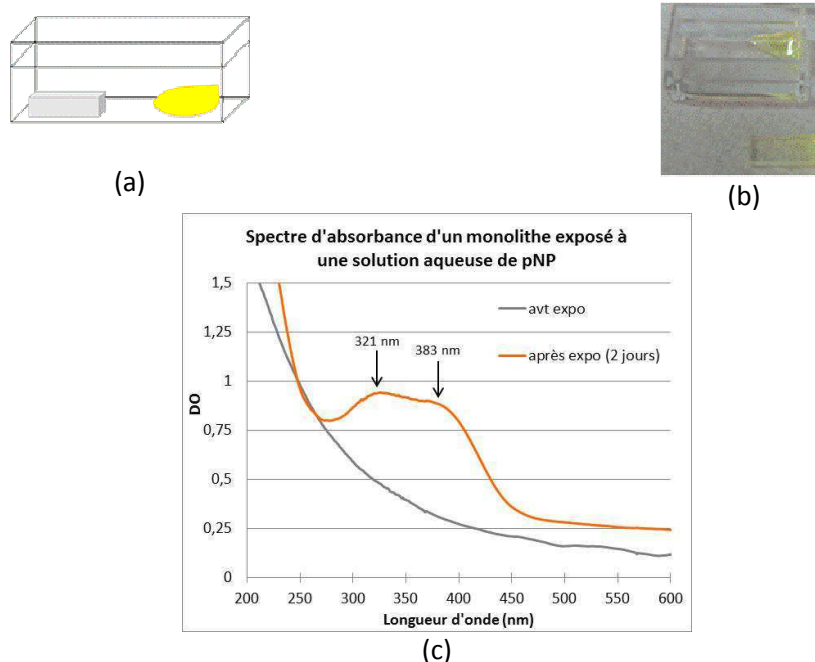 (a)
(b)
Spectre d'absorbance d'un monolithe exposé à
une solution aqueuse de pNP
1,5
1,25
1
0,75
0,5
0,25
0
DO
321 nm
383 nm
avt expo
après expo (2 jours)
200 250 300 350 400 450 500 550 600
Longueur d'onde (nm)
(c)